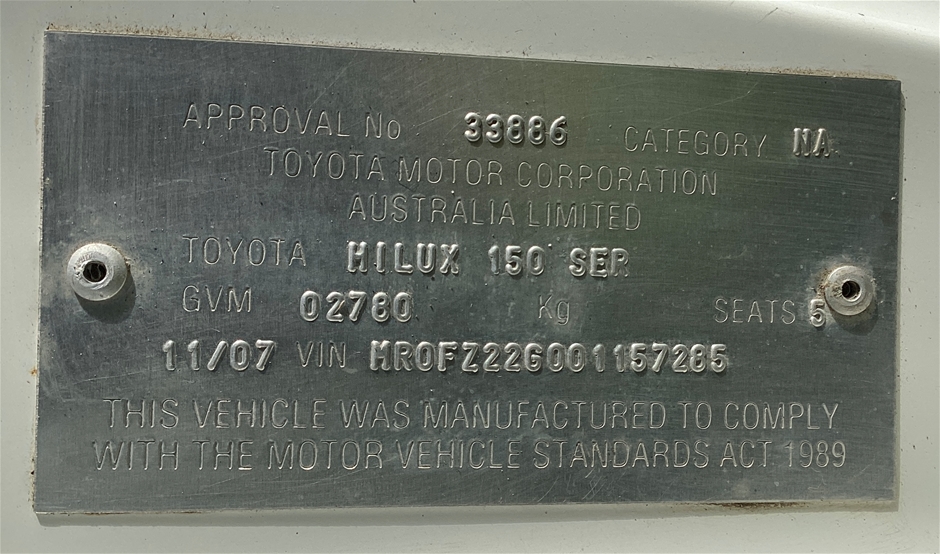 APPROVAL No 33886 CATEGORY NA
TOYOTA MOTOR CORPORATION
AUSTRALIA LIMITED
TOYOTA HILUX 150 SER
GVM 02780 Kg SEATS 5
11/07 VIN MR0FZ22G001157285
THIS VEHICLE WAS MANUFACTURED TO COMPLY
WITH THE MOTOR VEHICLE STANDARDS ACT 1989